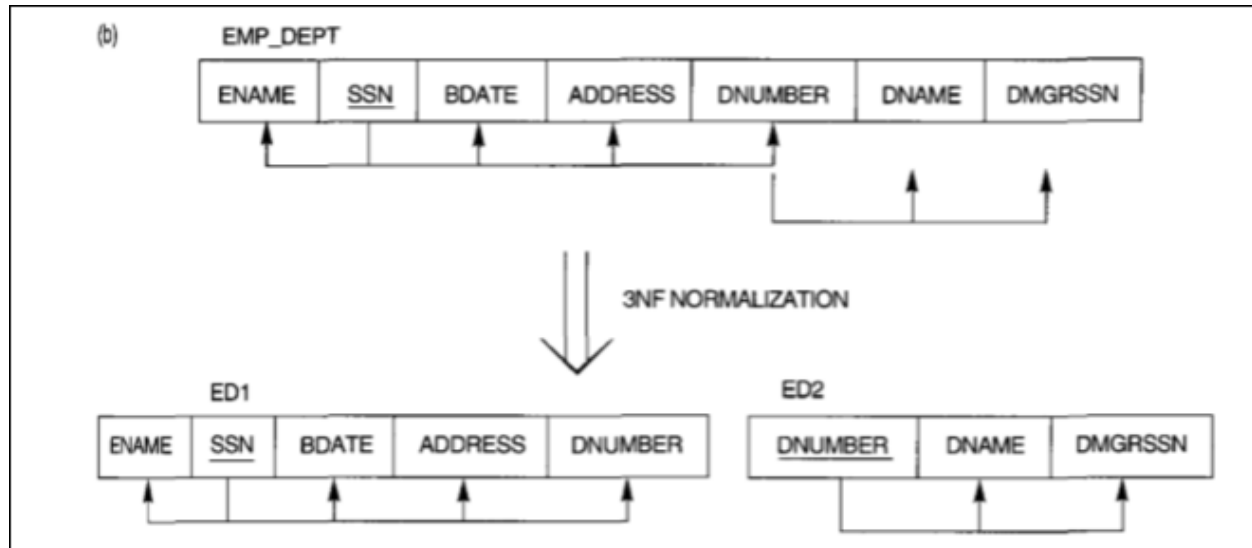 (b)
EMP_DEPT
ENAME SSN BDATE ADDRESS DNUMBER DNAME DMGRSSN
3NF NORMALIZATION
ED1
ENAME SSN BDATE ADDRESS DNUMBER
ED2
DNUMBER DNAME DMGRSSN